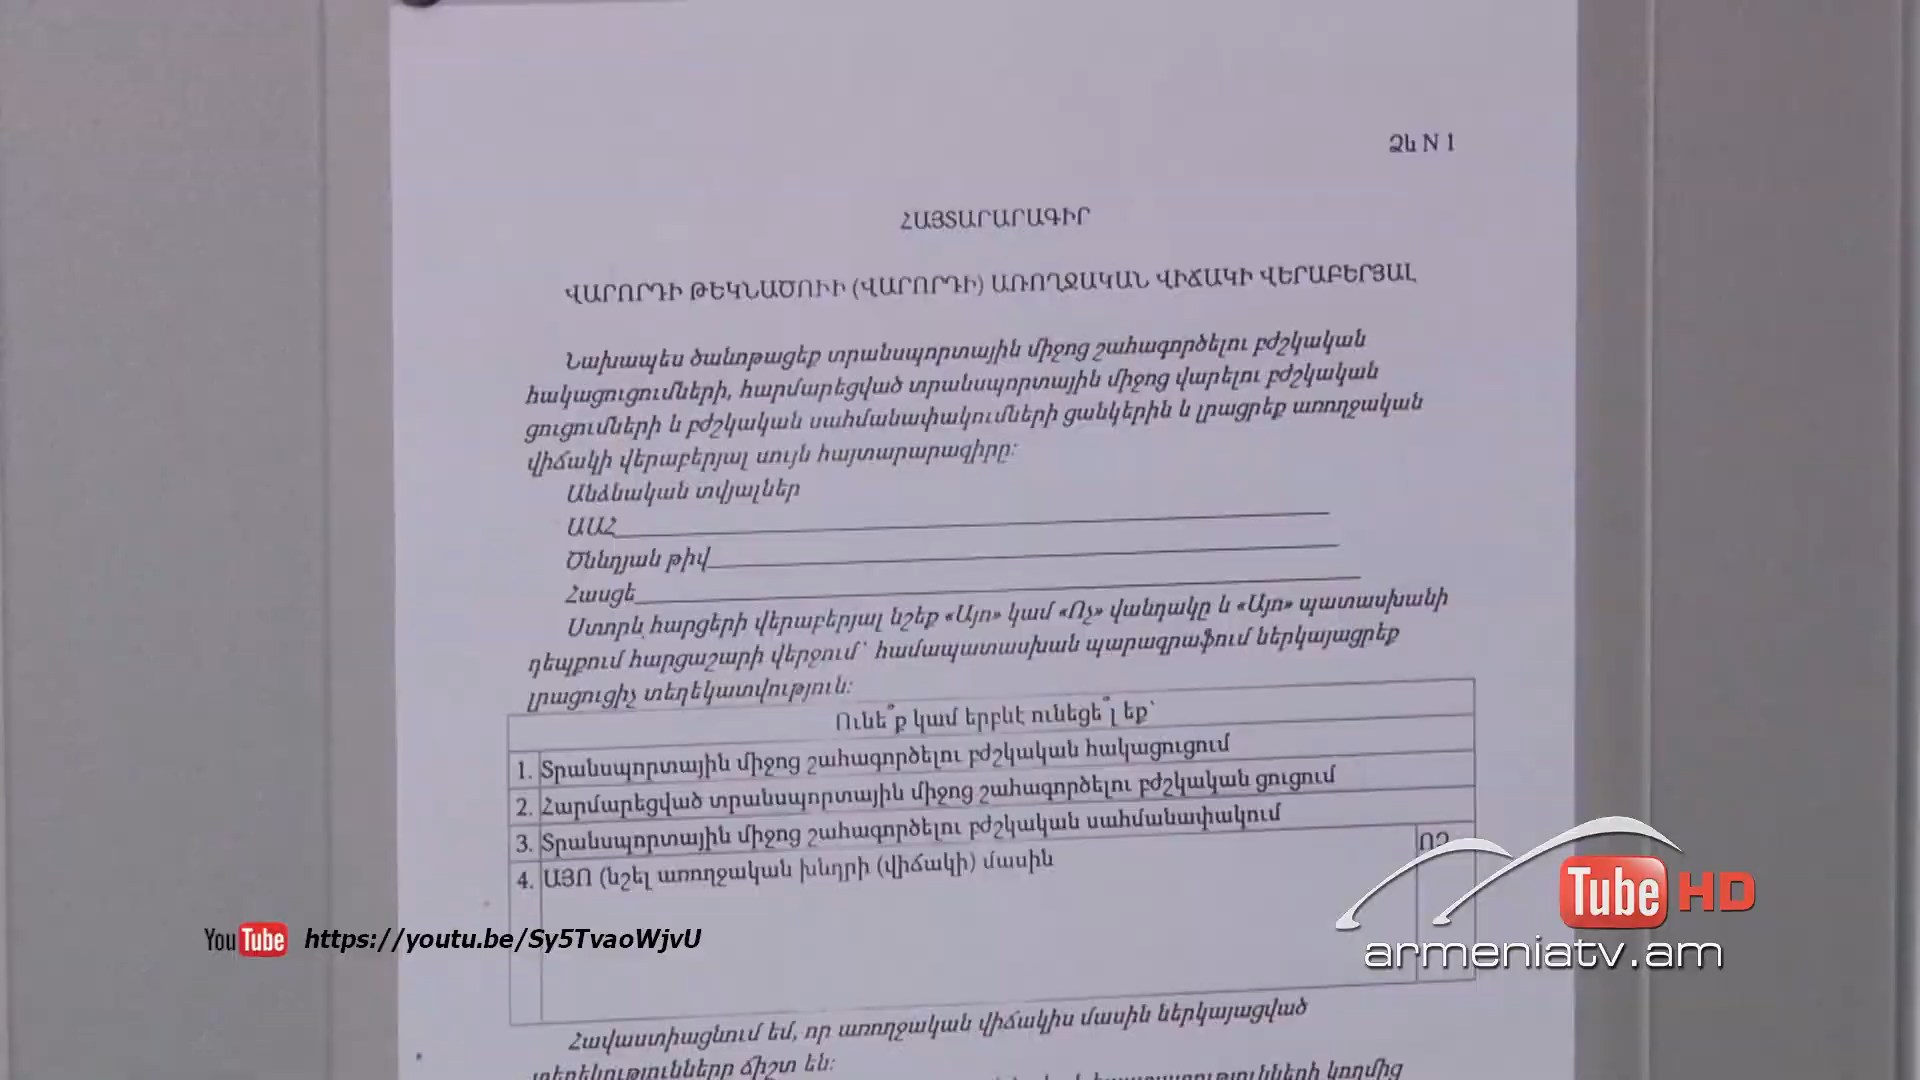 Ձև N 1
ՀԱՅՏԱՐԱՐԱԳԻՐ
ՎԱՐՈՐԴԻ ԹԵԿՆԱԾՈՒԻ (ՎԱՐՈՐԴԻ) ԱՌՈՂՋԱԿԱՆ ՎԻՃԱԿԻ ՎԵՐԱԲԵՐՅԱԼ
Նախապես ծանոթացեք տրանսպորտային միջոց շահագործելու բժշկական
հակացուցումների, հարմարեցված տրանսպորտային միջոց վարելու բժշկական
ցուցումների և բժշկական սահմանափակումների ցանկերին և լրացրեք առողջական
վիճակի վերաբերյալ սույն հայտարարագիրը:
Անձնական տվյալներ
ԱԱՀ
Ծննդյան թիվ
Հասցե
Ստորև հարցերի վերաբերյալ նշեք «Այո» կամ «Ոչ» վանդակը և «Այո» պատասխանի
դեպքում հարցաշարի վերջում՝ համապատասխան պարագրաֆում ներկայացրեք
լրացուցիչ տեղեկատվություն:
Ունե՞ք կամ երբևէ ունեցե՞լ եք՝
1. Տրանսպորտային միջոց շահագործելու բժշկական հակացուցում
2. Հարմարեցված տրանսպորտային միջոց շահագործելու բժշկական ցուցում
3. Տրանսպորտային միջոց շահագործելու բժշկական սահմանափակում
4. ԱՅՈ (նշել առողջական խնդրի (վիճակի) մասին
ՈՉ
Հավաստիացնում եմ, որ առողջական վիճակիս մասին ներկայացված
տեղեկությունները ճիշտ են:
կողմից
YouTube https://youtu.be/Sy5TvaoWjvU
Tube HD
armeniatv.am